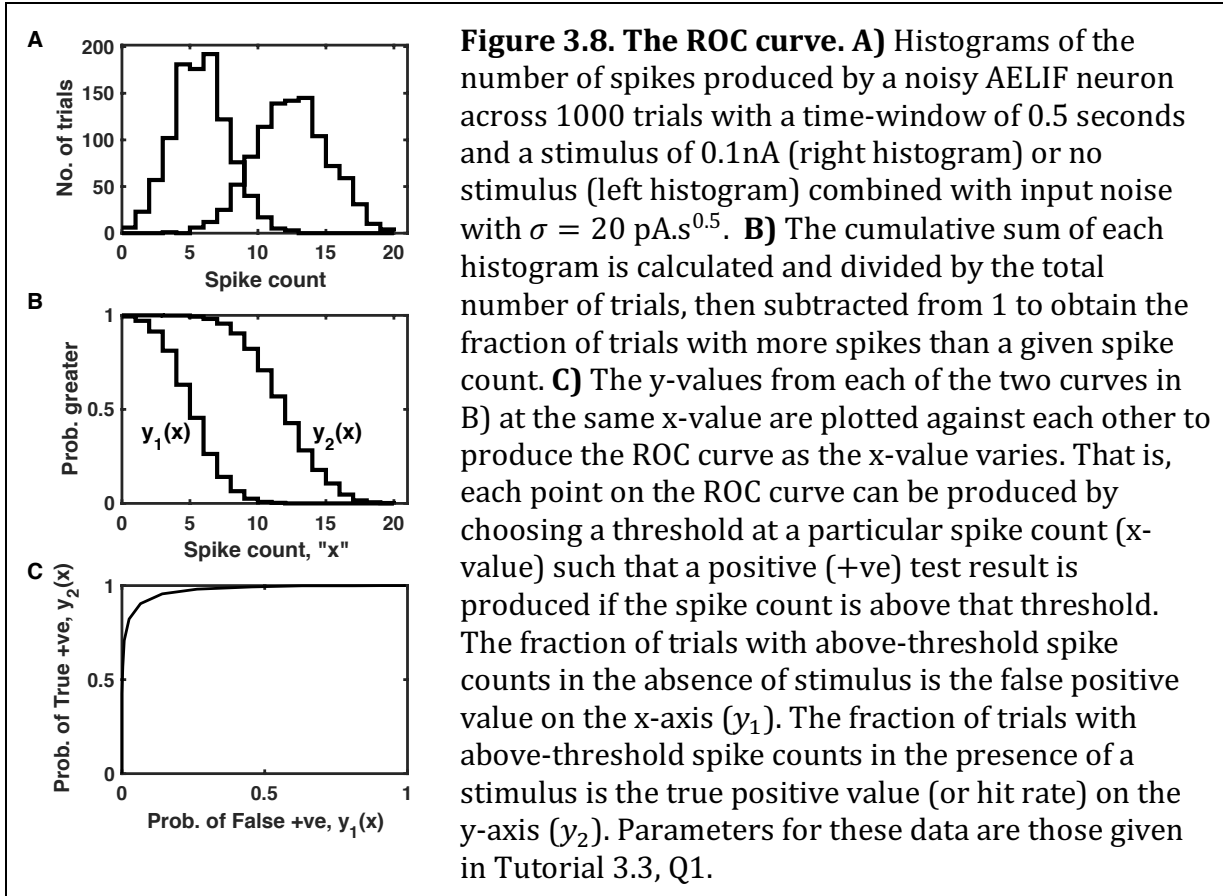 A
200
150
100
50
0
No. of trials
0 5 10 15 20
Spike count
B
1
0.5
0
Prob. greater
y1(x)
y2(x)
0 5 10 15 20
Spike count, "x"
C
1
0.5
0
Prob. of True +ve, y2(x)
0 0.5 1
Prob. of False +ve, y1(x)
Figure 3.8. The ROC curve. A) Histograms of the
number of spikes produced by a noisy AELIF neuron
across 1000 trials with a time-window of 0.5 seconds
and a stimulus of 0.1nA (right histogram) or no
stimulus (left histogram) combined with input noise
with σ = 20 pA.s^0.5. B) The cumulative sum of each
histogram is calculated and divided by the total
number of trials, then subtracted from 1 to obtain the
fraction of trials with more spikes than a given spike
count. C) The y-values from each of the two curves in
B) at the same x-value are plotted against each other to
produce the ROC curve as the x-value varies. That is,
each point on the ROC curve can be produced by
choosing a threshold at a particular spike count (x-
value) such that a positive (+ve) test result is
produced if the spike count is above that threshold.
The fraction of trials with above-threshold spike
counts in the absence of stimulus is the false positive
value on the x-axis (y1). The fraction of trials with
above-threshold spike counts in the presence of a
stimulus is the true positive value (or hit rate) on the
y-axis (y2). Parameters for these data are those given
in Tutorial 3.3, Q1.